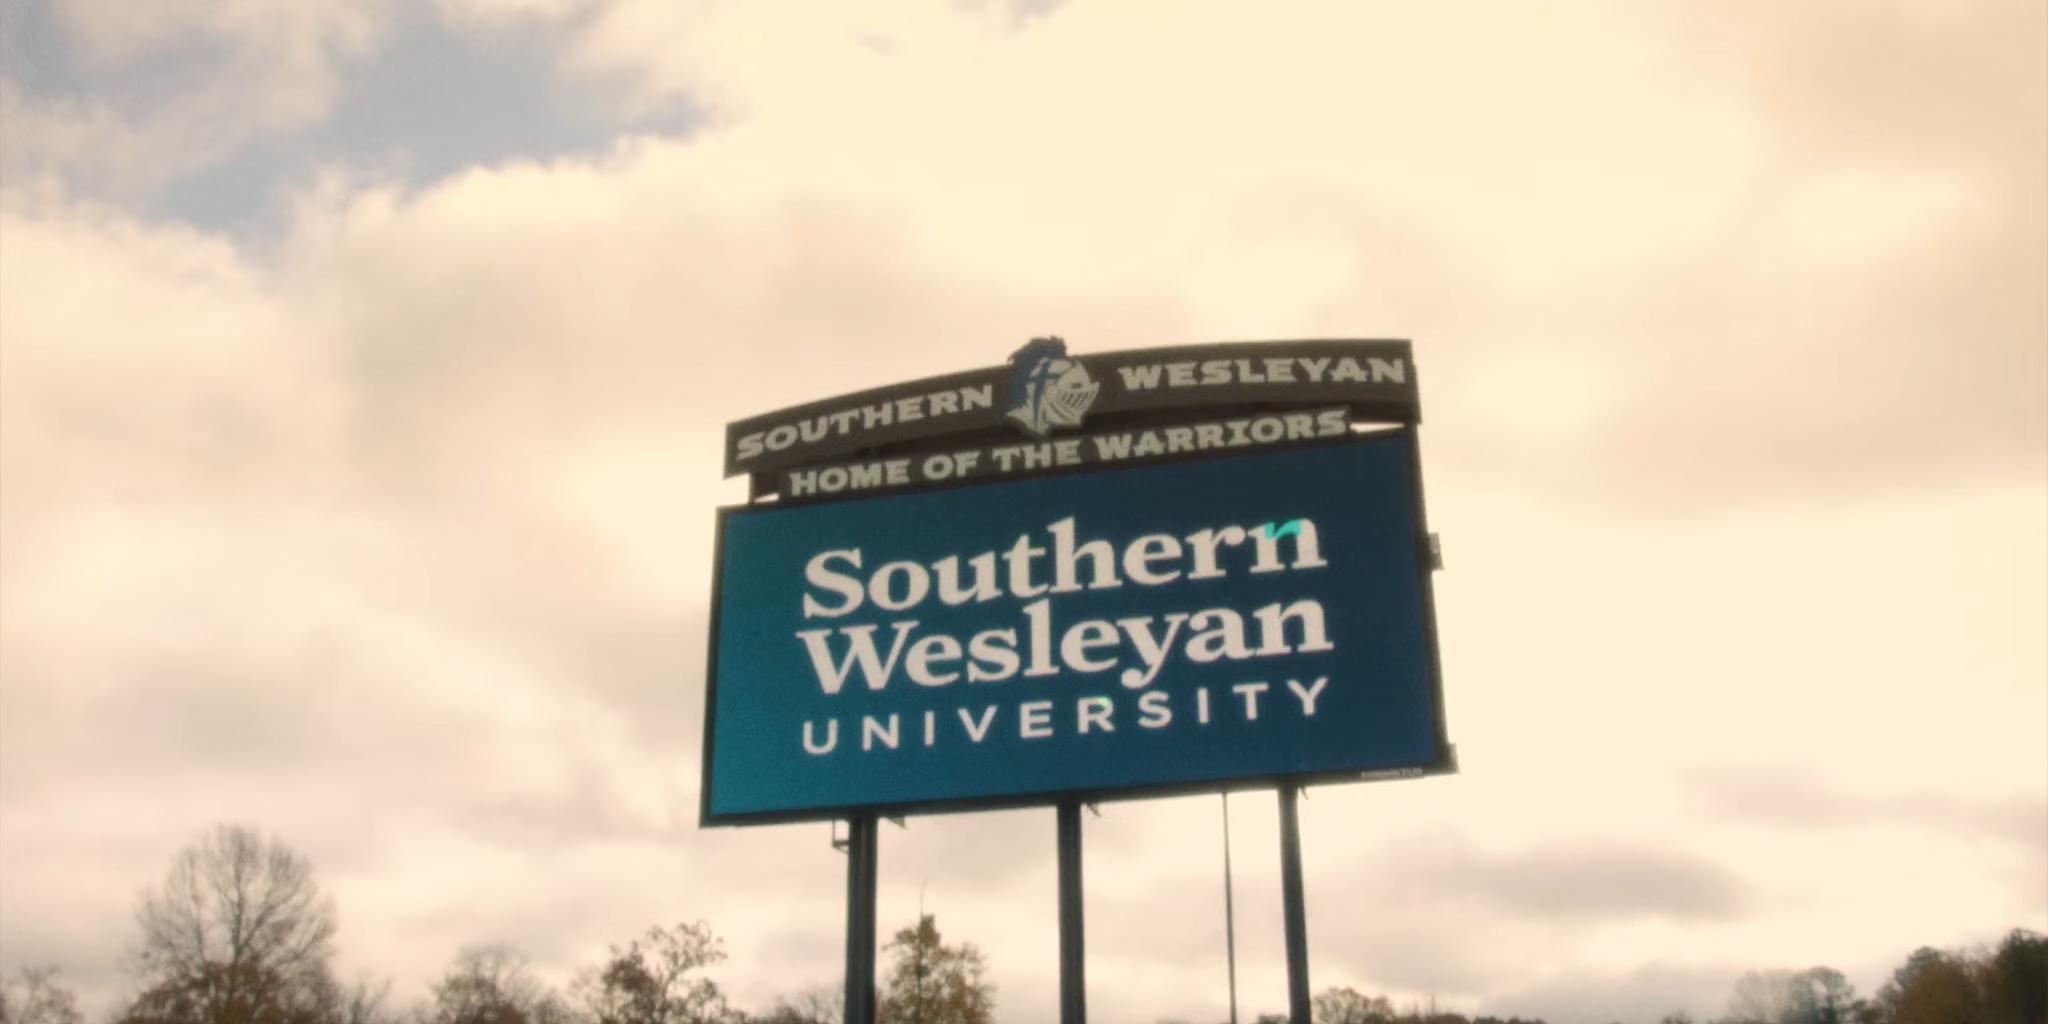 SOUTHERN WESLEYAN
HOME OF THE WARRIORS
Southern
Wesleyan
UNIVERSITY